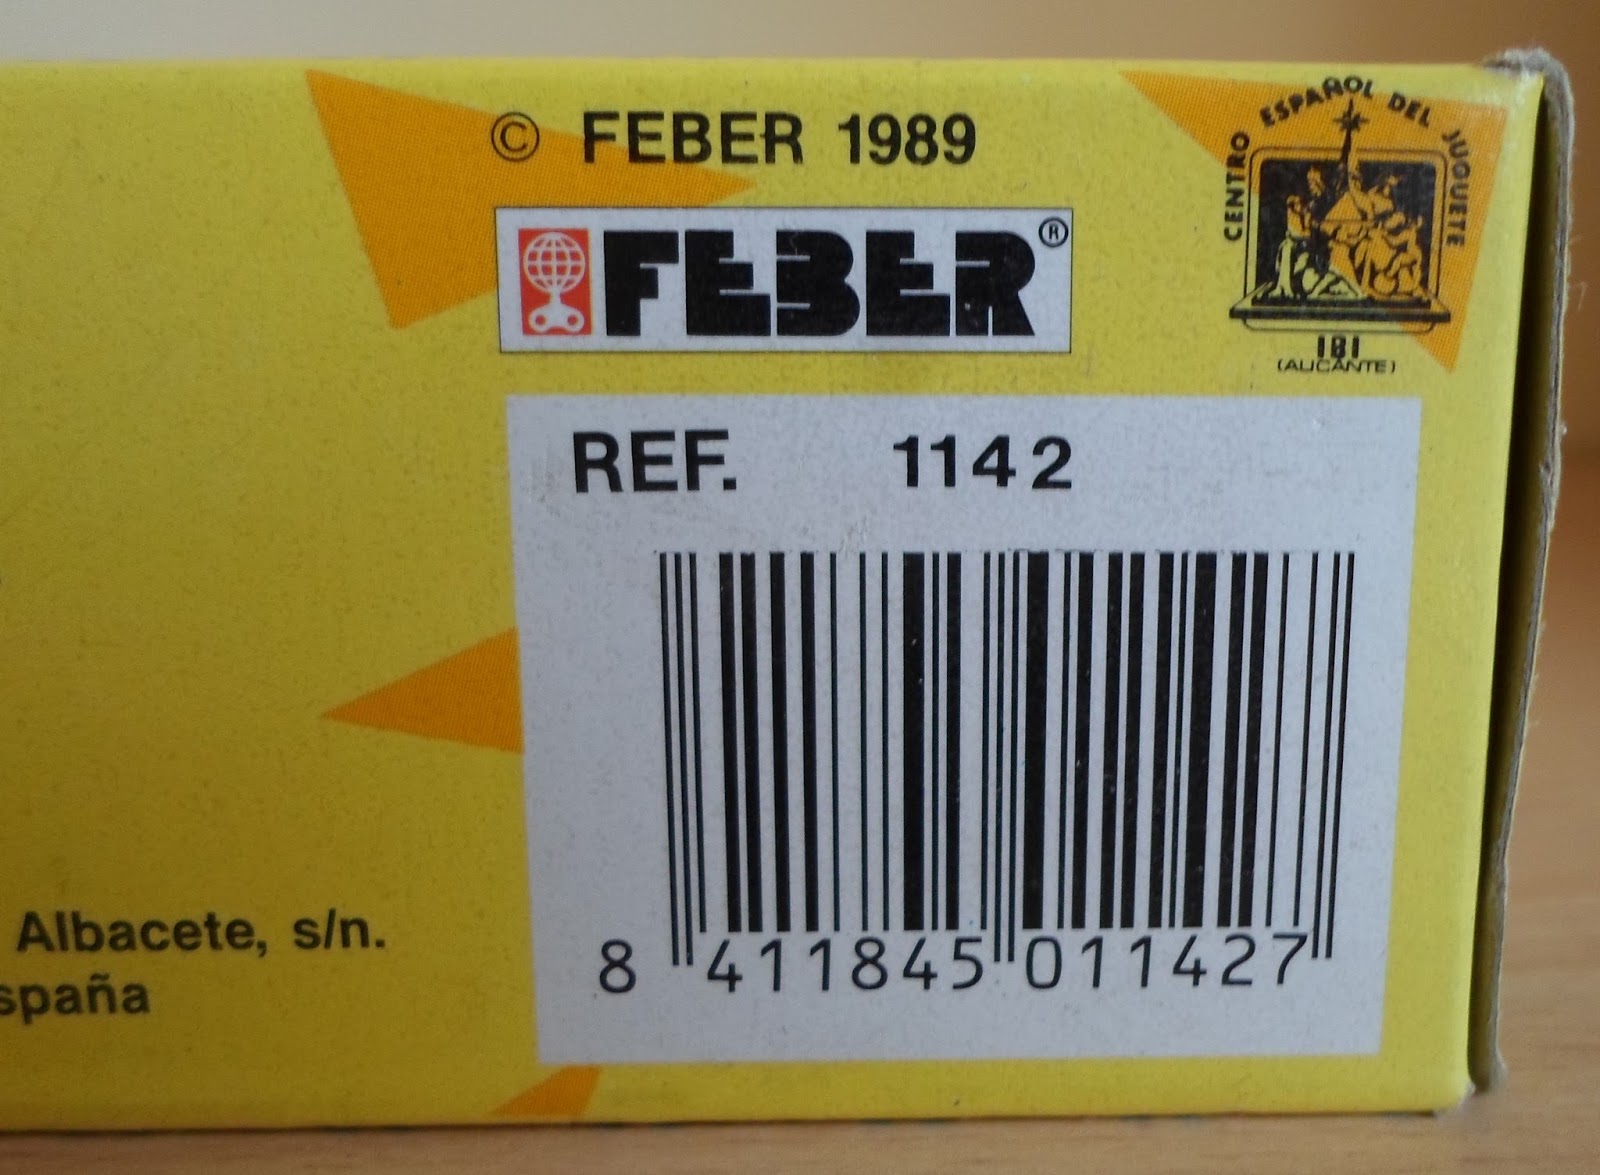 © FEBER 1989
FEBER®
CENTRO ESPAÑOL DEL JUGUETE
IBI
(ALICANTE)
REF. 1142
8 411845 011427
Albacete, s/n.
spaña